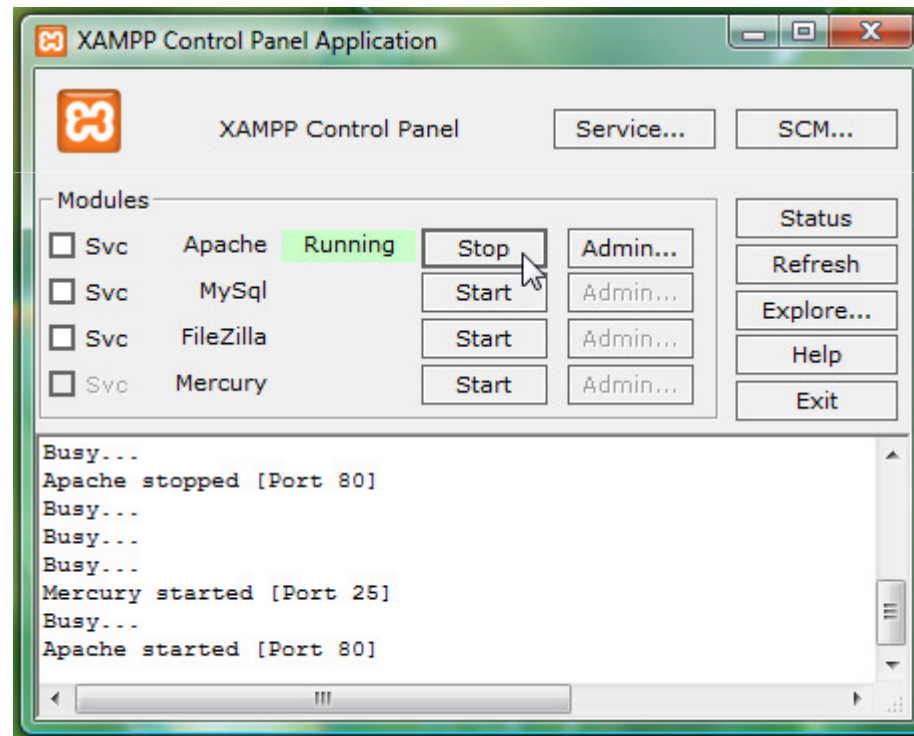 XAMPP Control Panel Application
XAMPP Control Panel Service... SCM...
Modules
Svc Apache Running Stop Admin...
Svc MySql Start Admin...
Svc FileZilla Start Admin...
Svc Mercury Start Admin...
Status
Refresh
Explore...
Help
Exit
Busy...
Apache stopped [Port 80]
Busy...
Busy...
Busy...
Mercury started [Port 25]
Busy...
Apache started [Port 80]